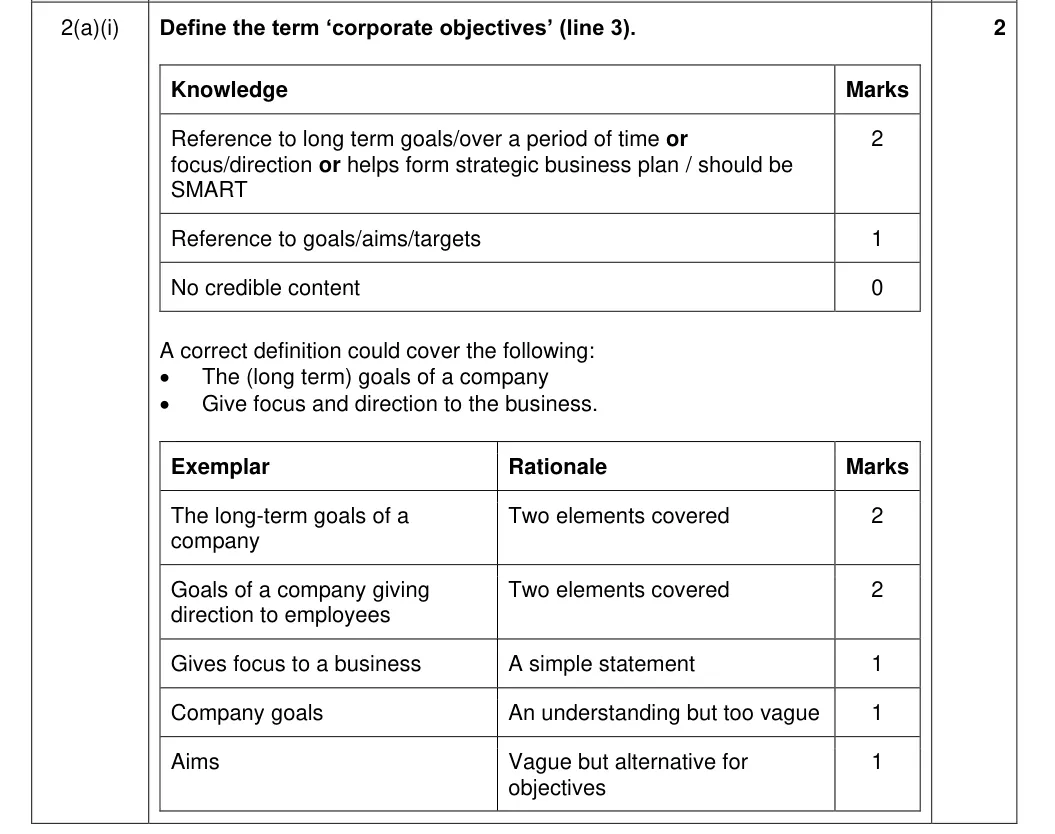 2(a)(i) Define the term ‘corporate objectives’ (line 3). 2
Knowledge Marks
Reference to long term goals/over a period of time or 2
focus/direction or helps form strategic business plan / should be
SMART
Reference to goals/aims/targets 1
No credible content 0
A correct definition could cover the following:
• The (long term) goals of a company
• Give focus and direction to the business.
Exemplar Rationale Marks
The long-term goals of a Two elements covered 2
company
Goals of a company giving Two elements covered 2
direction to employees
Gives focus to a business A simple statement 1
Company goals An understanding but too vague 1
Aims Vague but alternative for 1
objectives